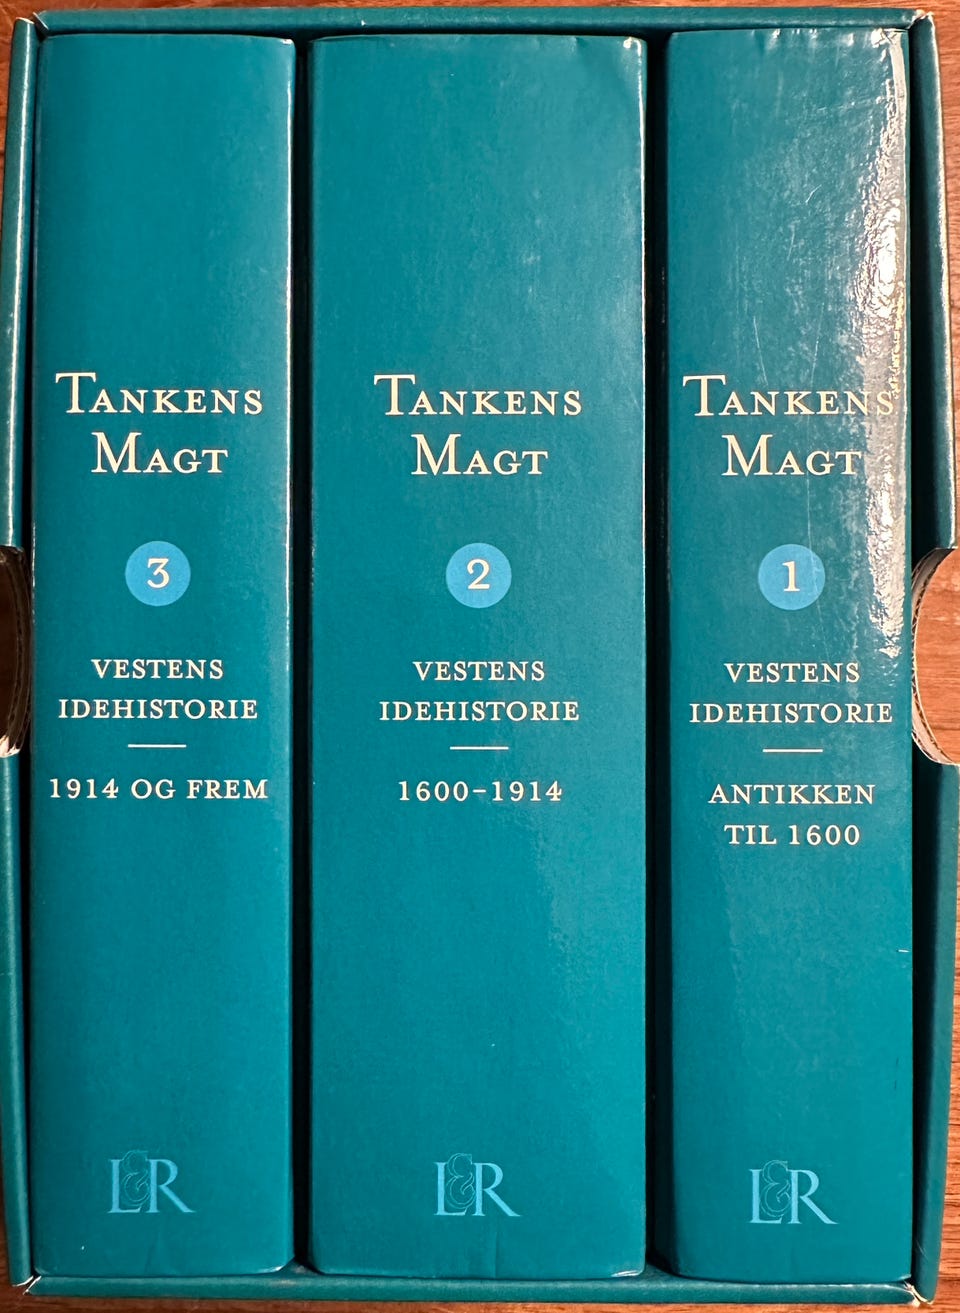 TANKENS
MAGT
3
VESTENS
IDEHISTORIE
1914 OG FREM
L&R
TANKENS
MAGT
2
VESTENS
IDEHISTORIE
1600–1914
L&R
TANKENS
MAGT
1
VESTENS
IDEHISTORIE
ANTIKKEN
TIL 1600
L&R